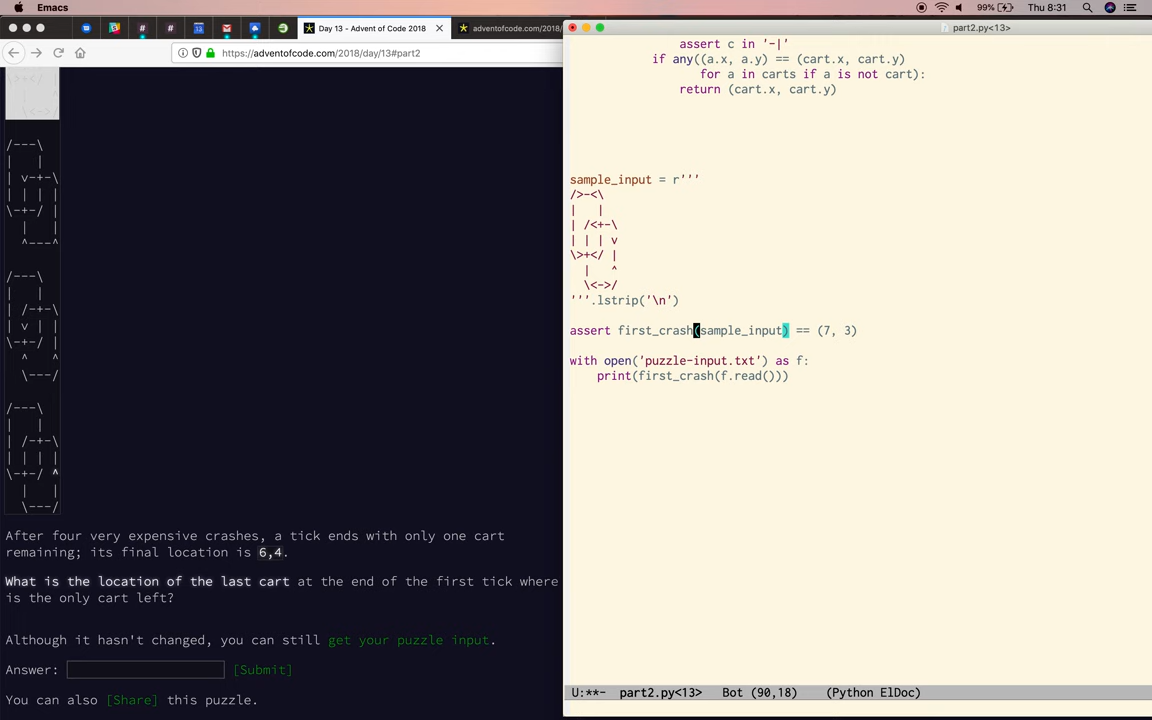 Emacs
99%
Thu 8:31
Day 13 - Advent of Code 2018
adventofcode.com/2018/
https://adventofcode.com/2018/day/13#part2
/---\
|   |
| v-+-\
| | | |
\-+-/ |
  |   |
  ^---^
/---\
|   |
| /-+-\
| v | |
\-+-/ |
  ^   ^
  \---/
/---\
|   |
| /-+-\
| | | |
\-+-/ ^
  |   |
  \---/
After four very expensive crashes, a tick ends with only one cart
remaining; its final location is 6,4.
What is the location of the last cart at the end of the first tick where
is the only cart left?
Although it hasn't changed, you can still get your puzzle input.
Answer: [Submit]
You can also [Share] this puzzle.
part2.py<13>
assert c in '-|'
if any((a.x, a.y) == (cart.x, cart.y)
for a in carts if a is not cart):
return (cart.x, cart.y)
sample_input = r'''
/>-<\
|   |
| /<+-\
| | | v
\>+</ |
  |   ^
  \<->/
'''.lstrip('\n')
assert first_crash(sample_input) == (7, 3)
with open('puzzle-input.txt') as f:
print(first_crash(f.read()))
U:**-  part2.py<13>   Bot (90,18)   (Python ElDoc)